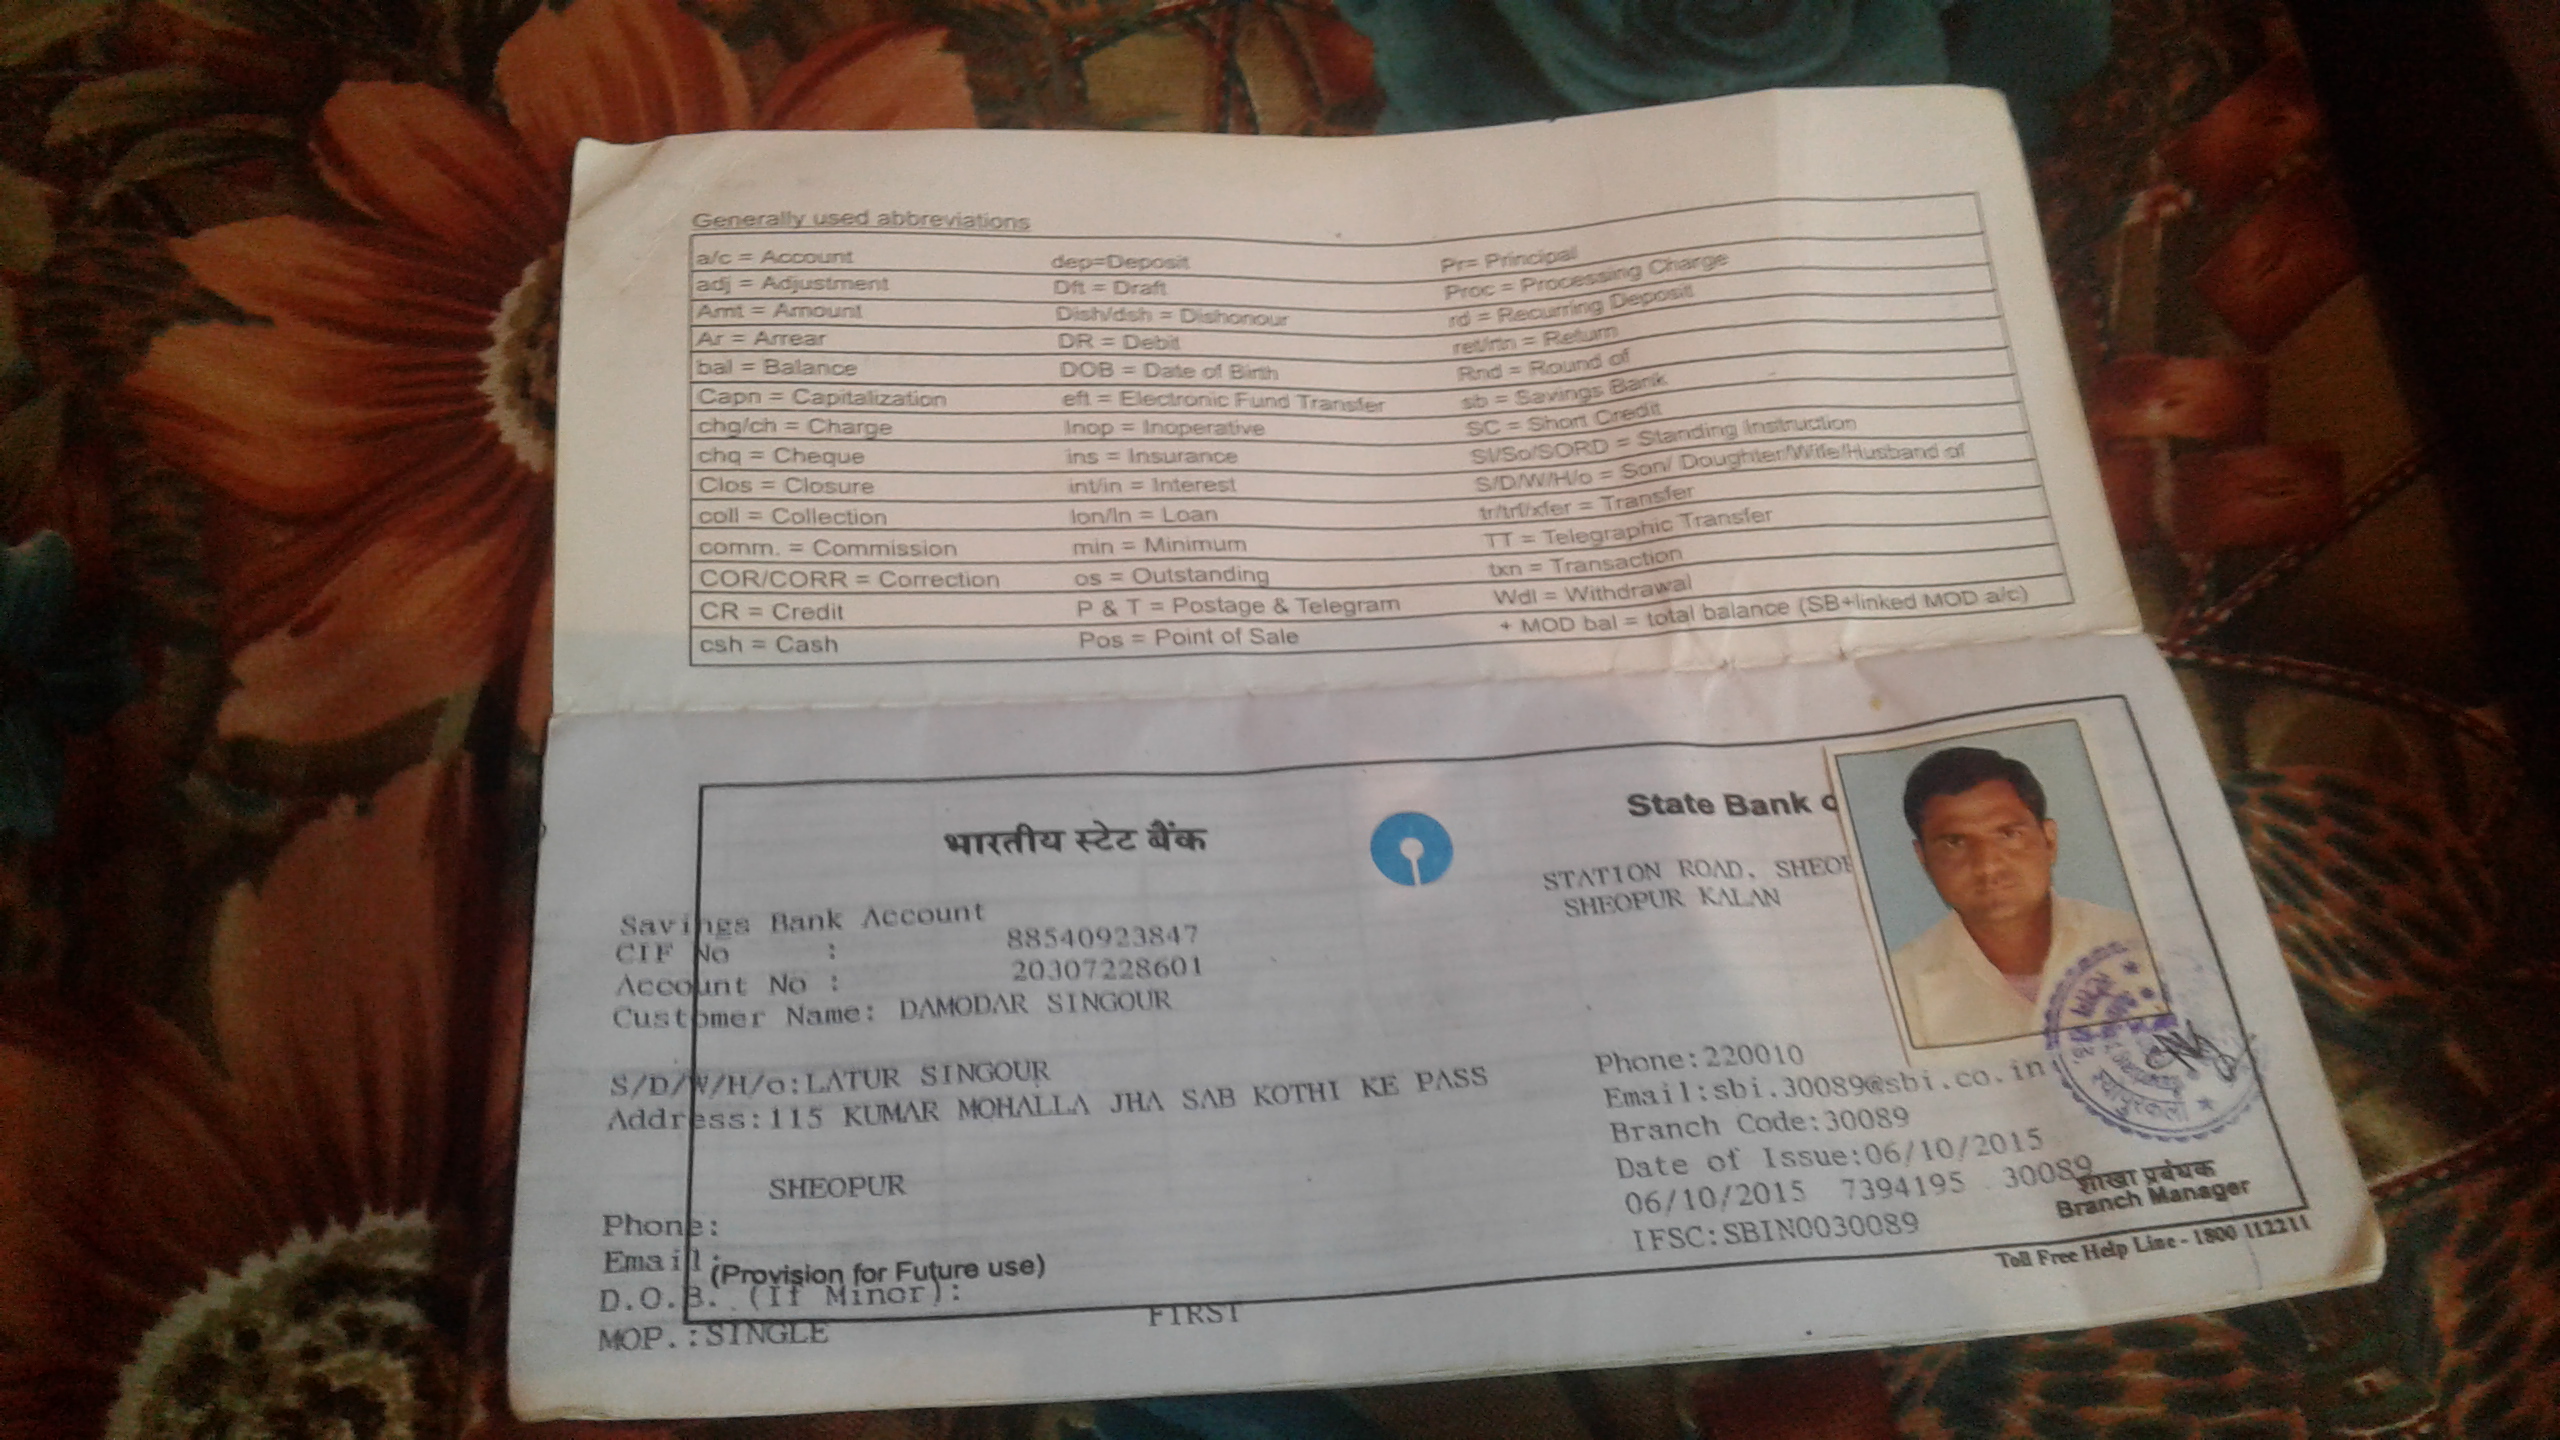 Generally used abbreviations
a/c = Account dep=Deposit Pr= Principal
adj = Adjustment Dft = Draft Proc = Processing Charge
Amt = Amount Dish/dsh = Dishonour rd = Recurring Deposit
Ar = Arrear DR = Debit ret/rtn = Return
bal = Balance DOB = Date of Birth Rnd = Round of
Capn = Capitalization eft = Electronic Fund Transfer sb = Savings Bank
chg/ch = Charge Inop = Inoperative SC = Short Credit
chq = Cheque ins = Insurance SI/So/SORD = Standing Instruction
Clos = Closure int/in = Interest S/D/W/H/o = Son/ Doughter/Wife/Husband of
coll = Collection lon/ln = Loan tr/trf/xfer = Transfer
comm. = Commission min = Minimum TT = Telegraphic Transfer
COR/CORR = Correction os = Outstanding txn = Transaction
CR = Credit P & T = Postage & Telegram Wdl = Withdrawal
csh = Cash Pos = Point of Sale + MOD bal = total balance (SB+linked MOD a/c)
भारतीय स्टेट बैंक State Bank
STATION ROAD,
SHEOPUR KALAN
Savings Bank Account
CIF No : 88540923847
Account No : 20307228601
Customer Name: DAMODAR SINGOUR
S/D/W/H/o:LATUR SINGOUR
Address:115 KUMAR MOHALLA JHA SAB KOTHI KE PASS
SHEOPUR
Phone:
Email:
(Provision for Future use)
D.O.B. (If Minor):
MOP.:SINGLE FIRST
Phone:220010
Email:sbi.30089@sbi.co.in
Branch Code:30089
Date of Issue:06/10/2015
06/10/2015 7394195 30089
IFSC:SBIN0030089
शाखा प्रबंधक
Branch Manager
Toll Free Help Line - 1800 112211